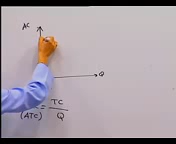 AC
Q
= TC
(ATC) Q